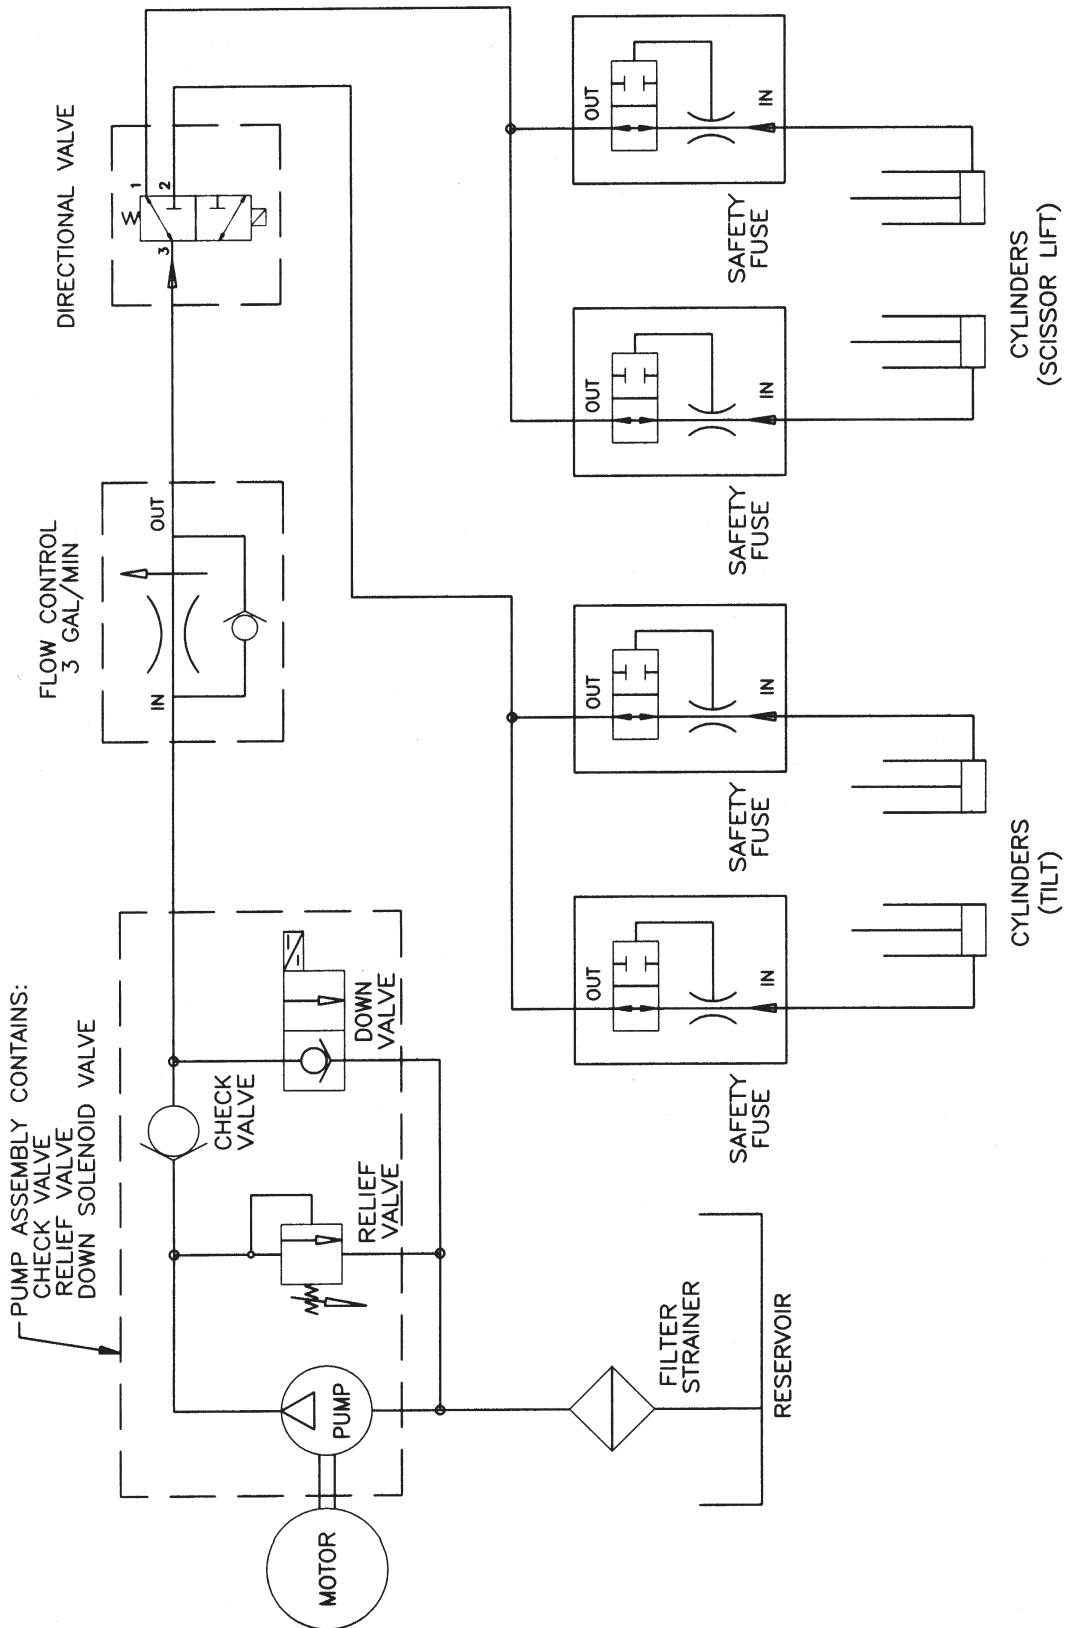 PUMP ASSEMBLY CONTAINS:
CHECK VALVE
RELIEF VALVE
DOWN SOLENOID VALVE
FLOW CONTROL
3 GAL/MIN
DIRECTIONAL VALVE
IN
OUT
3
1
2
MOTOR
PUMP
RELIEF
VALVE
CHECK
VALVE
DOWN
VALVE
FILTER
STRAINER
RESERVOIR
SAFETY
FUSE
OUT
IN
SAFETY
FUSE
OUT
IN
SAFETY
FUSE
OUT
IN
SAFETY
FUSE
OUT
IN
CYLINDERS
(TILT)
CYLINDERS
(SCISSOR LIFT)